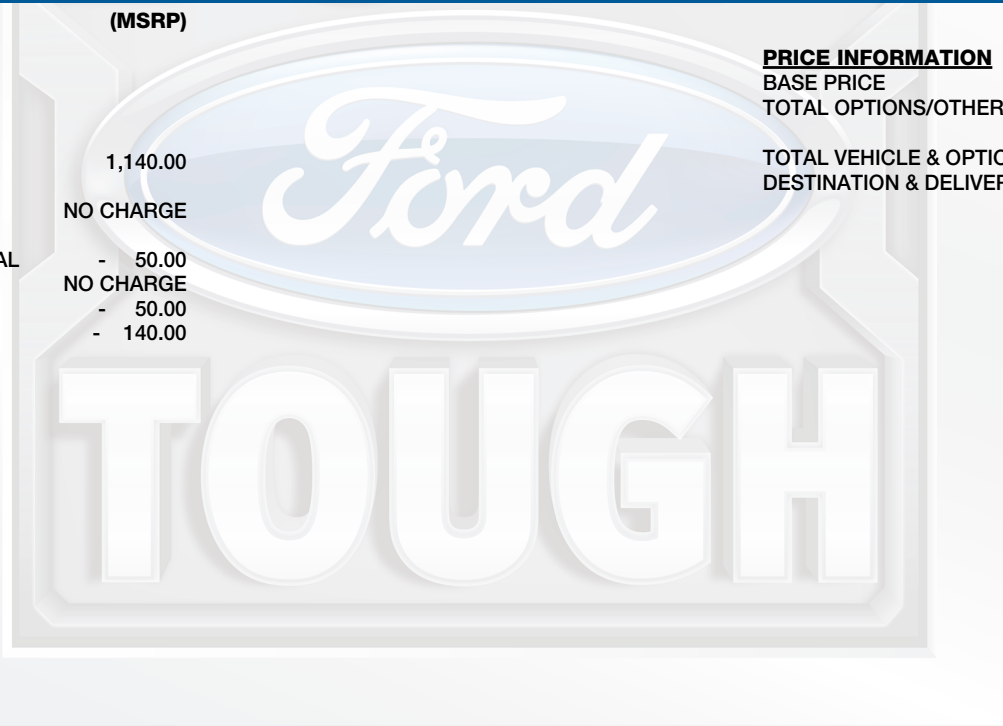 (MSRP)
1,140.00
NO CHARGE
AL - 50.00
NO CHARGE
- 50.00
- 140.00
PRICE INFORMATION
BASE PRICE
TOTAL OPTIONS/OTHER
TOTAL VEHICLE & OPTIO
DESTINATION & DELIVER
Ford
TOUGH